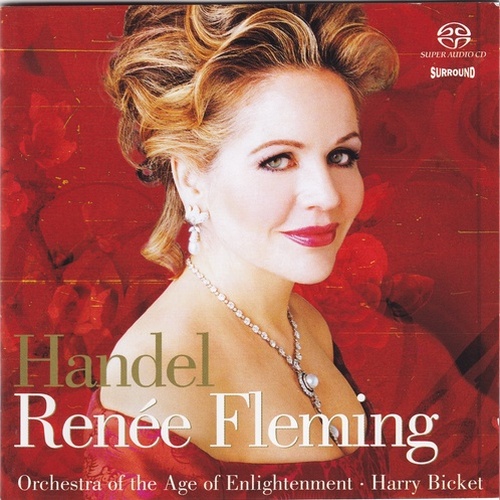 SUPER AUDIO CD
SURROUND
Handel
Renée Fleming
Orchestra of the Age of Enlightenment · Harry Bicket